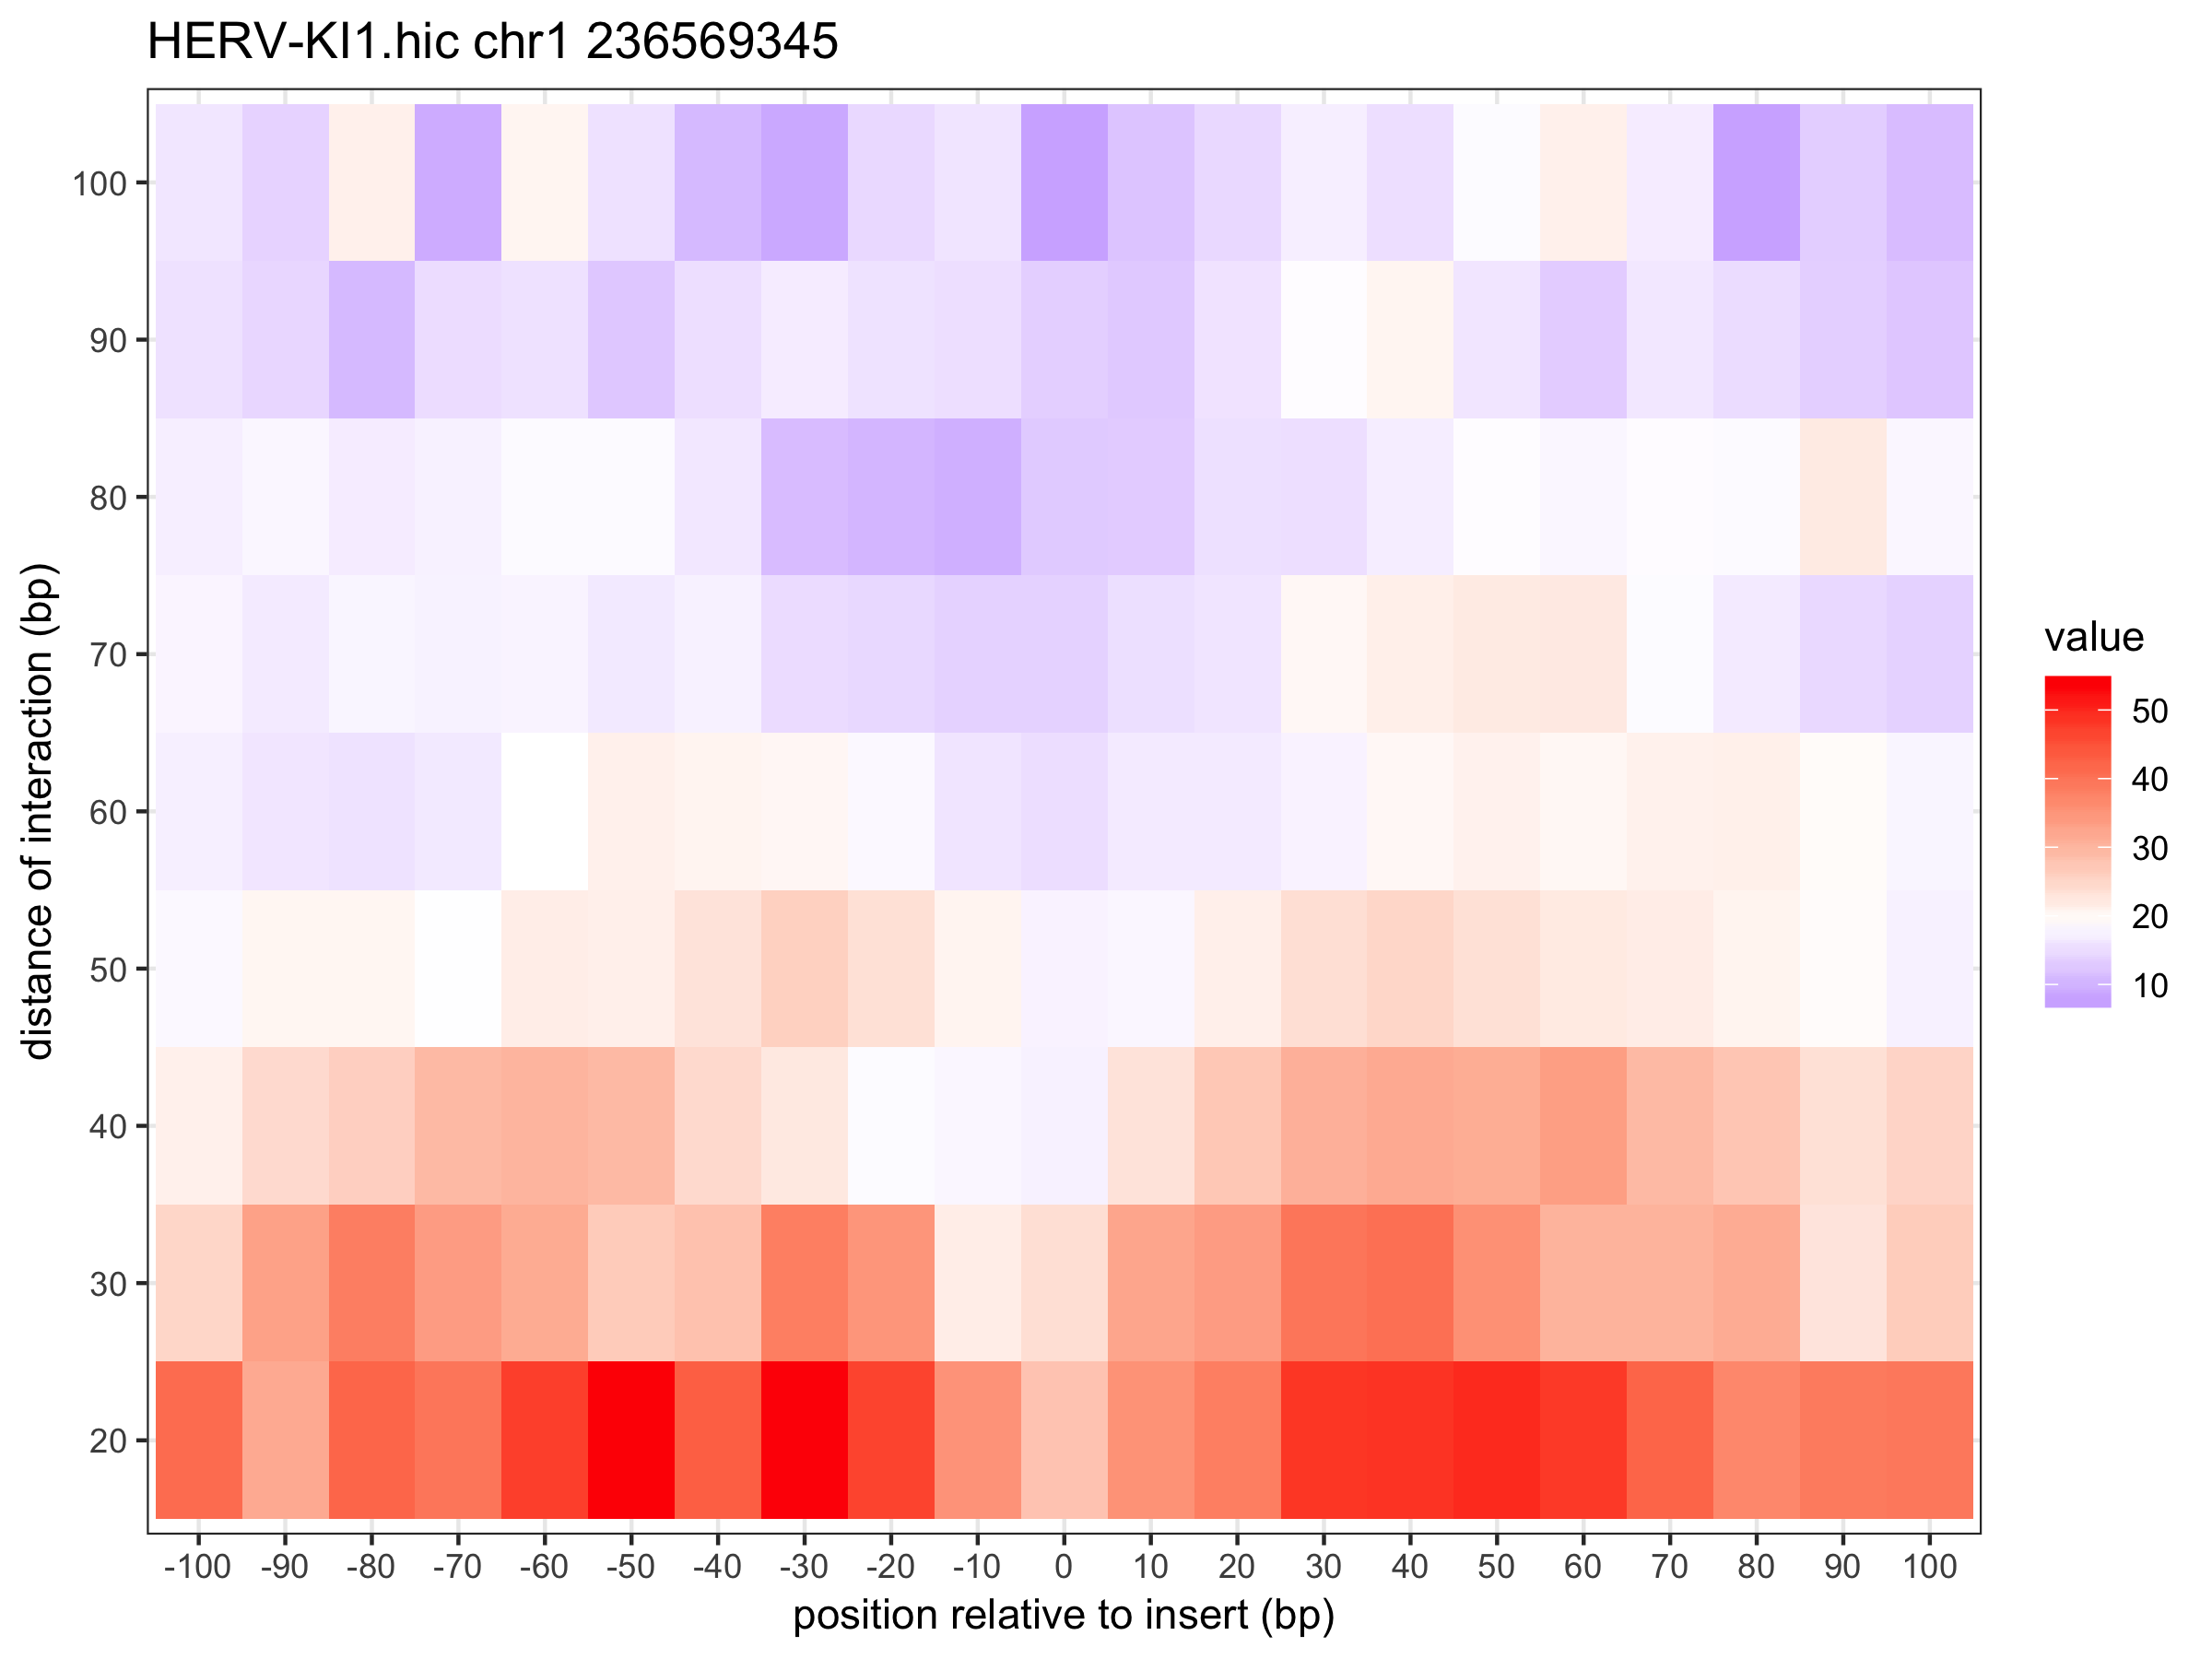 HERV-KI1.hic chr1 236569345
distance of interaction (bp)
100
90
80
70
60
50
40
30
20
-100 -90 -80 -70 -60 -50 -40 -30 -20 -10 0 10 20 30 40 50 60 70 80 90 100
position relative to insert (bp)
value
50
40
30
20
10